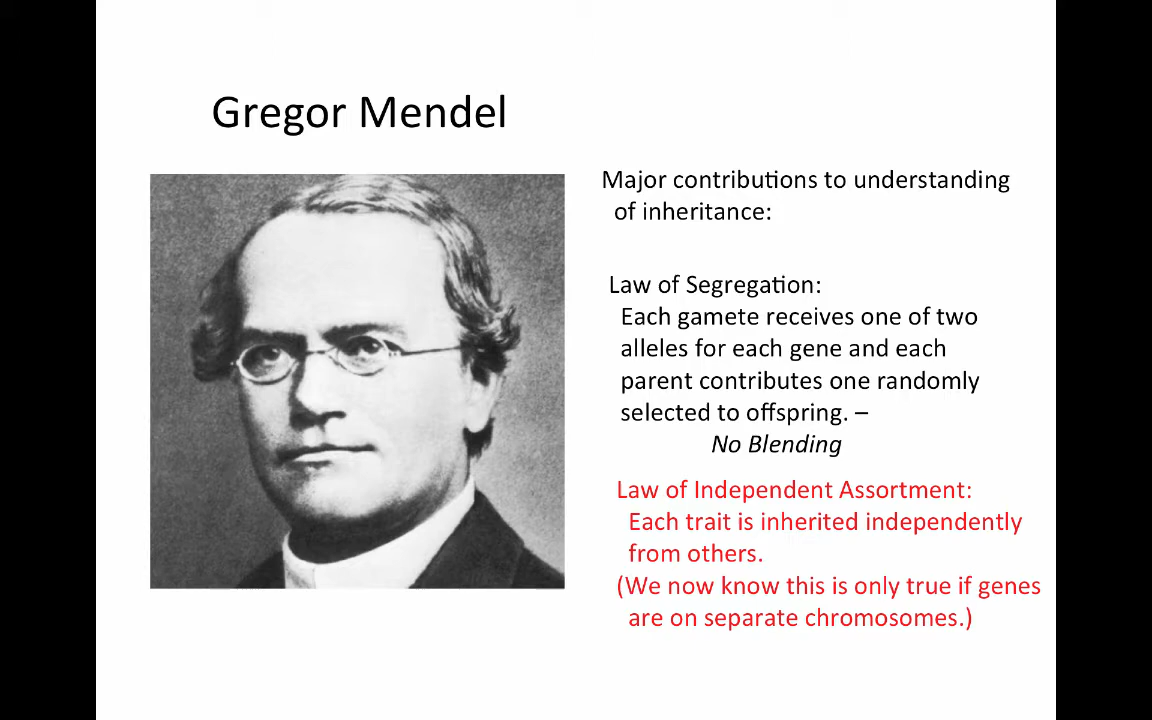 Gregor Mendel
Major contributions to understanding
of inheritance:
Law of Segregation:
Each gamete receives one of two
alleles for each gene and each
parent contributes one randomly
selected to offspring. –
No Blending
Law of Independent Assortment:
Each trait is inherited independently
from others.
(We now know this is only true if genes
are on separate chromosomes.)